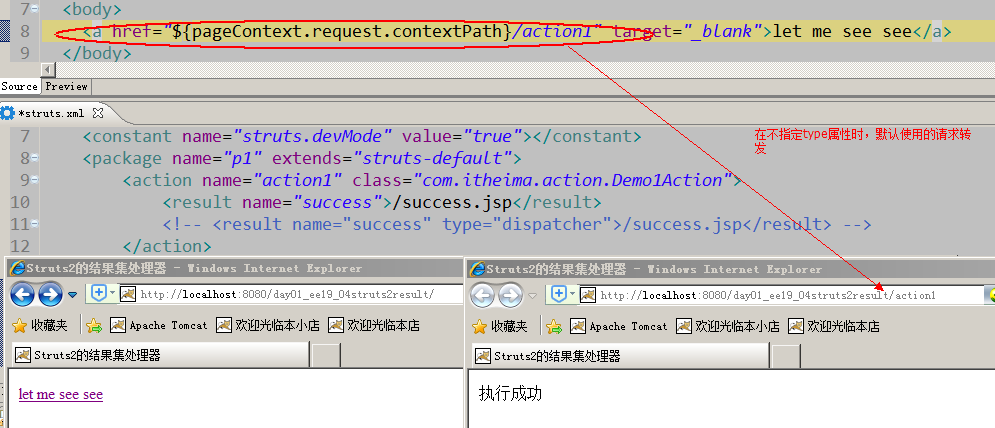 7 <body>
8 <a href="${pageContext.request.contextPath}/action1" target="_blank">let me see see</a>
9 </body>
Source Preview
*struts.xml
7 <constant name="struts.devMode" value="true"></constant>
8 <package name="p1" extends="struts-default">
9 <action name="action1" class="com.itheima.action.Demo1Action">
10 <result name="success">/success.jsp</result>
11 <!-- <result name="success" type="dispatcher">/success.jsp</result> -->
12 </action>
在不指定type属性时，默认使用的请求转
发
Struts2的结果集处理器 - Windows Internet Explorer
http://localhost:8080/day01_ee19_04struts2result/
收藏夹 Apache Tomcat 欢迎光临本小店 欢迎光临本店
Struts2的结果集处理器
let me see see
Struts2的结果集处理器 - Windows Internet Explorer
http://localhost:8080/day01_ee19_04struts2result/action1
收藏夹 Apache Tomcat 欢迎光临本小店 欢迎光临本店
Struts2的结果集处理器
执行成功